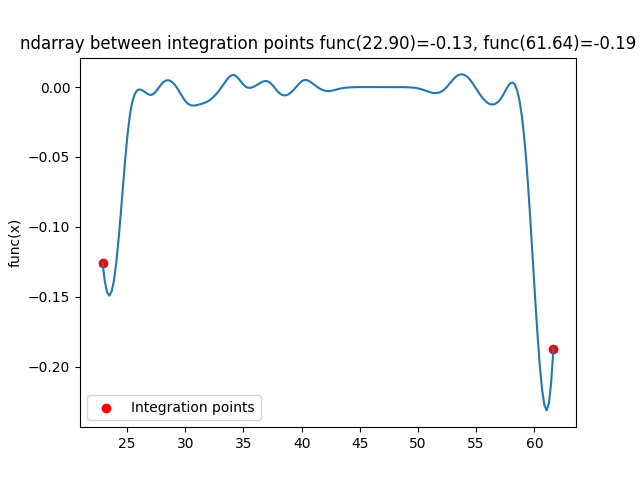 ndarray between integration points func(22.90)=-0.13, func(61.64)=-0.19
func(x)
0.00
−0.05
−0.10
−0.15
−0.20
Integration points
25 30 35 40 45 50 55 60